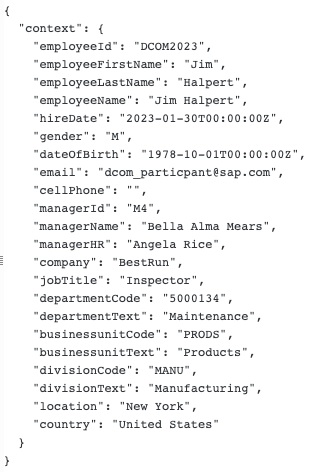 {
  "context": {
    "employeeId": "DCOM2023",
    "employeeFirstName": "Jim",
    "employeeLastName": "Halpert",
    "employeeName": "Jim Halpert",
    "hireDate": "2023-01-30T00:00:00Z",
    "gender": "M",
    "dateOfBirth": "1978-10-01T00:00:00Z",
    "email": "dcom_particpant@sap.com",
    "cellPhone": "",
    "managerId": "M4",
    "managerName": "Bella Alma Mears",
    "managerHR": "Angela Rice",
    "company": "BestRun",
    "jobTitle": "Inspector",
    "departmentCode": "5000134",
    "departmentText": "Maintenance",
    "businessunitCode": "PRODS",
    "businessunitText": "Products",
    "divisionCode": "MANU",
    "divisionText": "Manufacturing",
    "location": "New York",
    "country": "United States"
  }
}